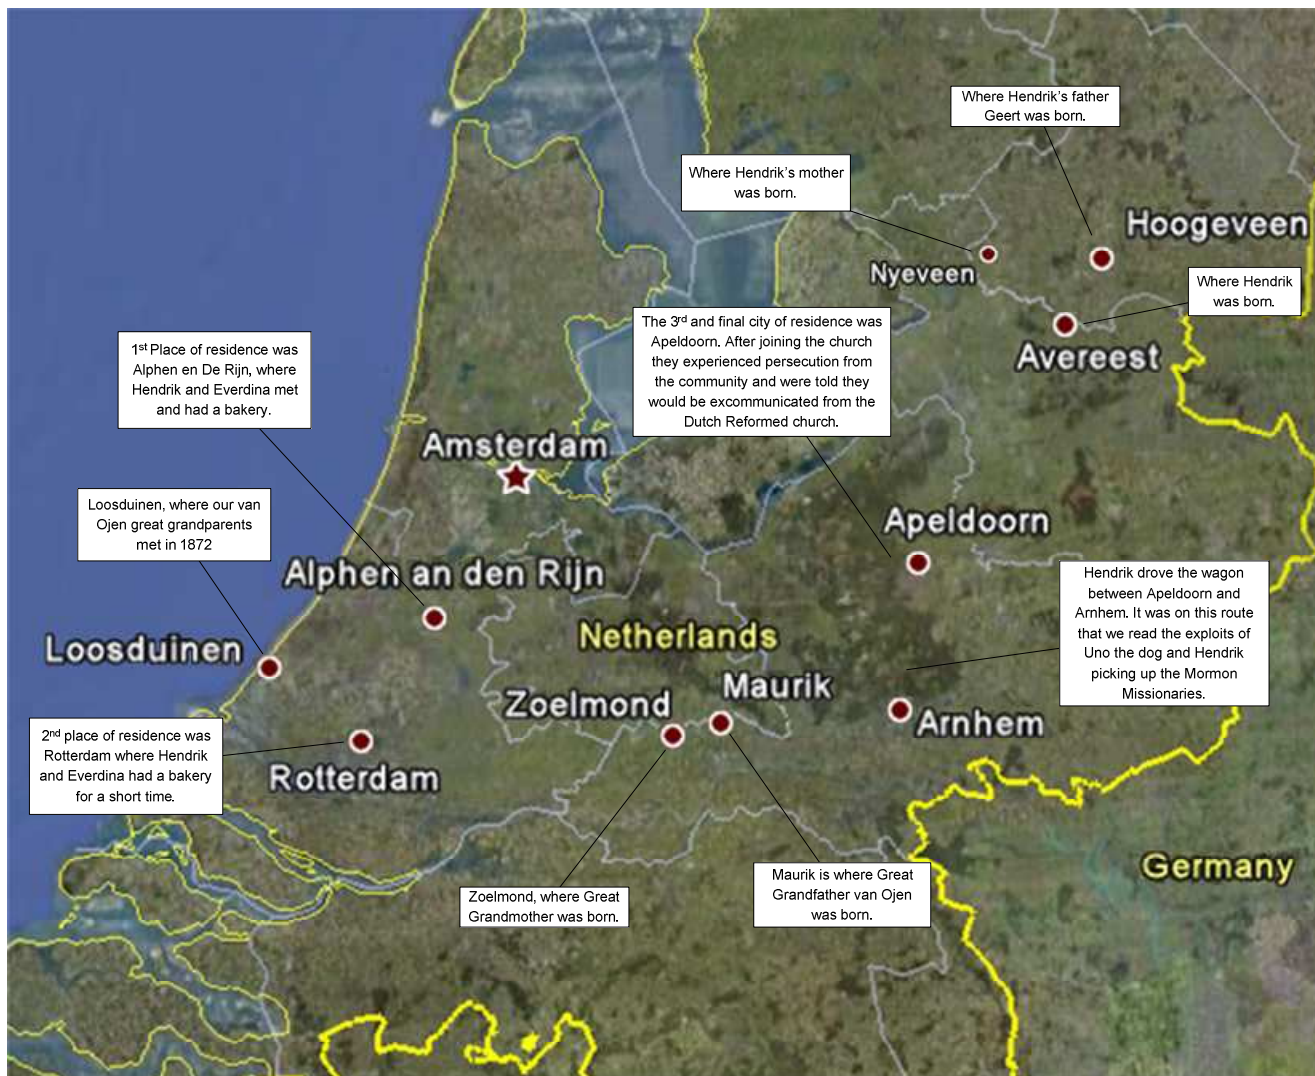 Where Hendrik's father
Geert was born.
Where Hendrik's mother
was born.
Hoogeveen
Nyeveen
Where Hendrik
was born.
Avereest
The 3rd and final city of residence was
Apeldoorn. After joining the church
they experienced persecution from
the community and were told they
would be excommunicated from the
Dutch Reformed church.
1st Place of residence was
Alphen en De Rijn, where
Hendrik and Everdina met
and had a bakery.
Amsterdam
Loosduinen, where our van
Ojen great grandparents
met in 1872
Apeldoorn
Alphen an den Rijn
Hendrik drove the wagon
between Apeldoorn and
Arnhem. It was on this route
that we read the exploits of
Uno the dog and Hendrik
picking up the Mormon
Missionaries.
Netherlands
Loosduinen
Maurik
Zoelmond
Arnhem
2nd place of residence was
Rotterdam where Hendrik
and Everdina had a bakery
for a short time.
Rotterdam
Germany
Zoelmond, where Great
Grandmother was born.
Maurik is where Great
Grandfather van Ojen
was born.